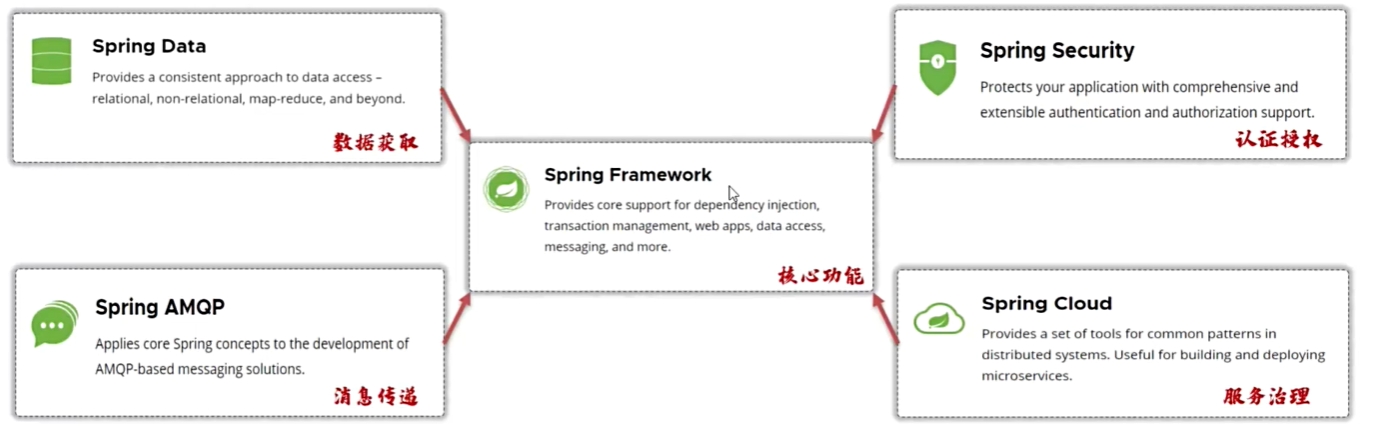 Spring Data
Provides a consistent approach to data access –
relational, non-relational, map-reduce, and beyond.
数据获取
Spring Security
Protects your application with comprehensive and
extensible authentication and authorization support.
认证授权
Spring Framework
Provides core support for dependency injection,
transaction management, web apps, data access,
messaging, and more.
核心功能
Spring AMQP
Applies core Spring concepts to the development of
AMQP-based messaging solutions.
消息传递
Spring Cloud
Provides a set of tools for common patterns in
distributed systems. Useful for building and deploying
microservices.
服务治理